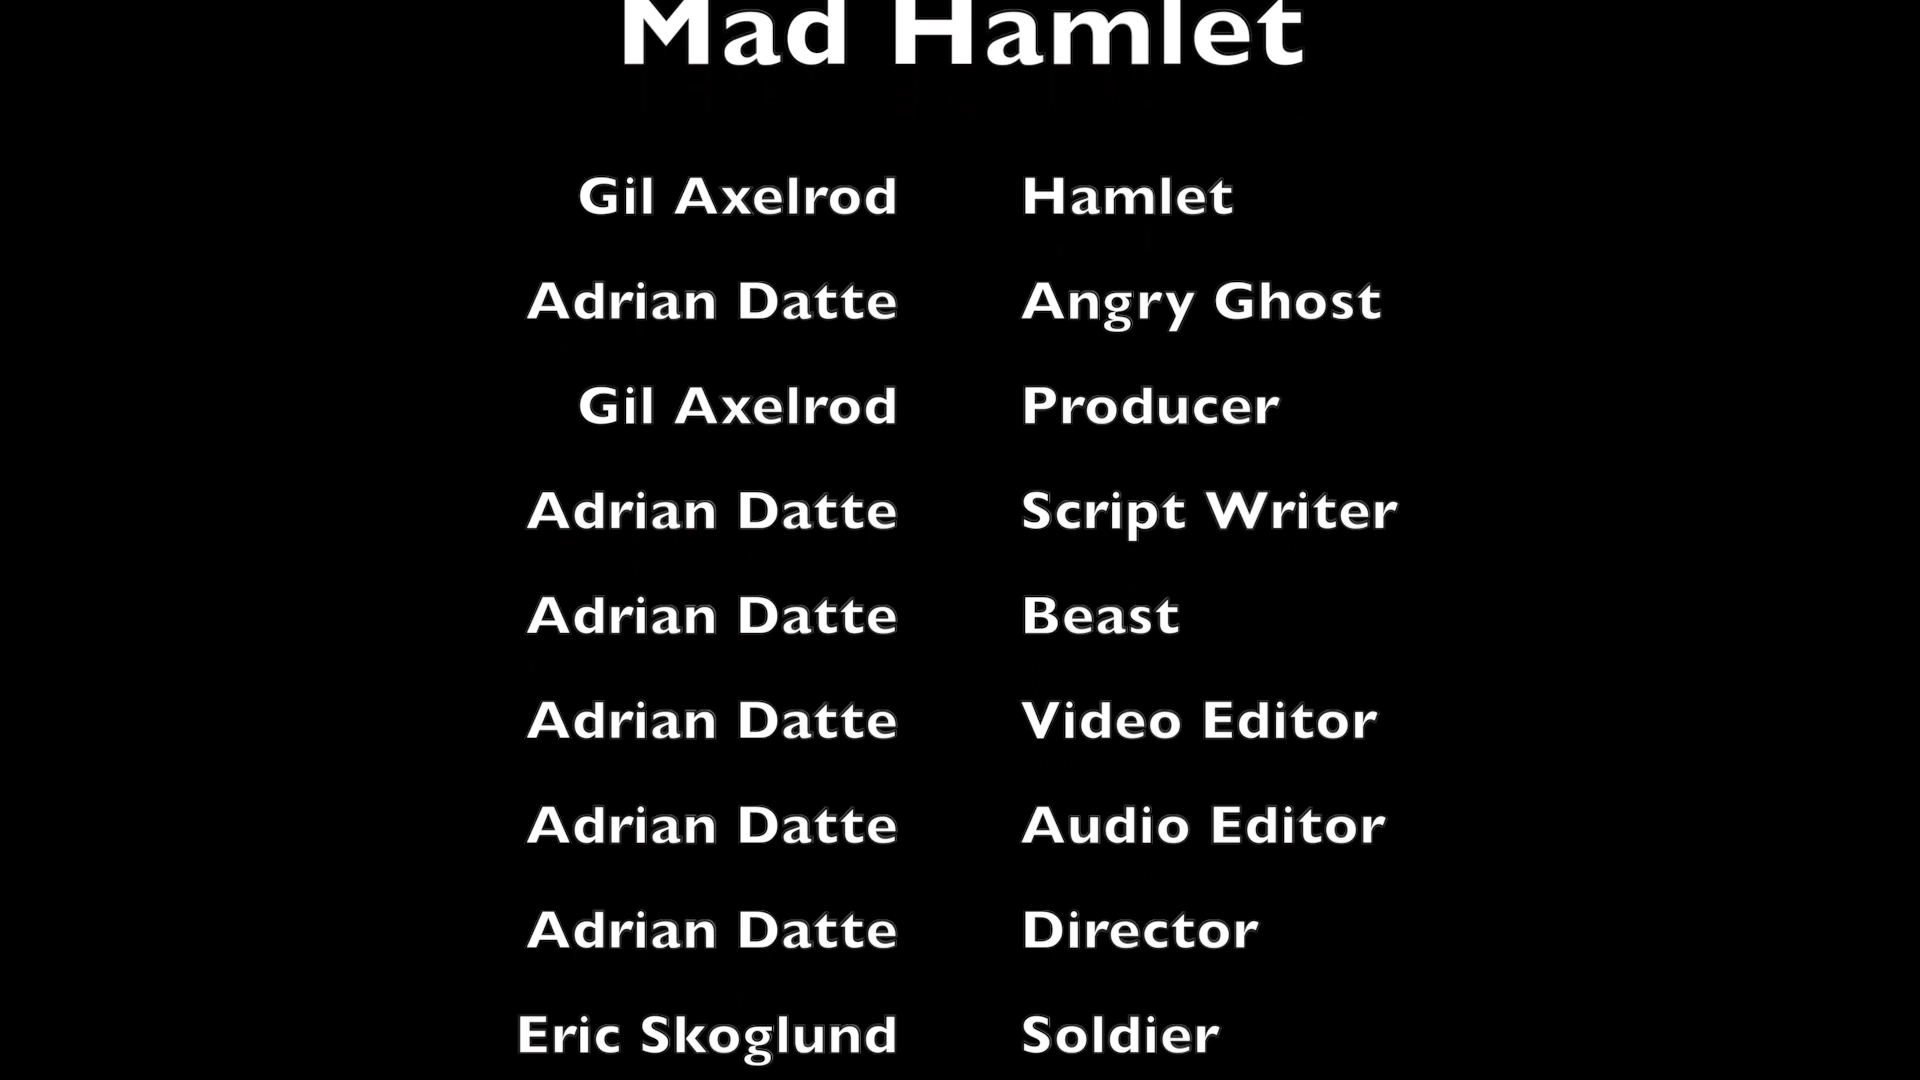 Mad Hamlet
Gil Axelrod Hamlet
Adrian Datte Angry Ghost
Gil Axelrod Producer
Adrian Datte Script Writer
Adrian Datte Beast
Adrian Datte Video Editor
Adrian Datte Audio Editor
Adrian Datte Director
Eric Skoglund Soldier